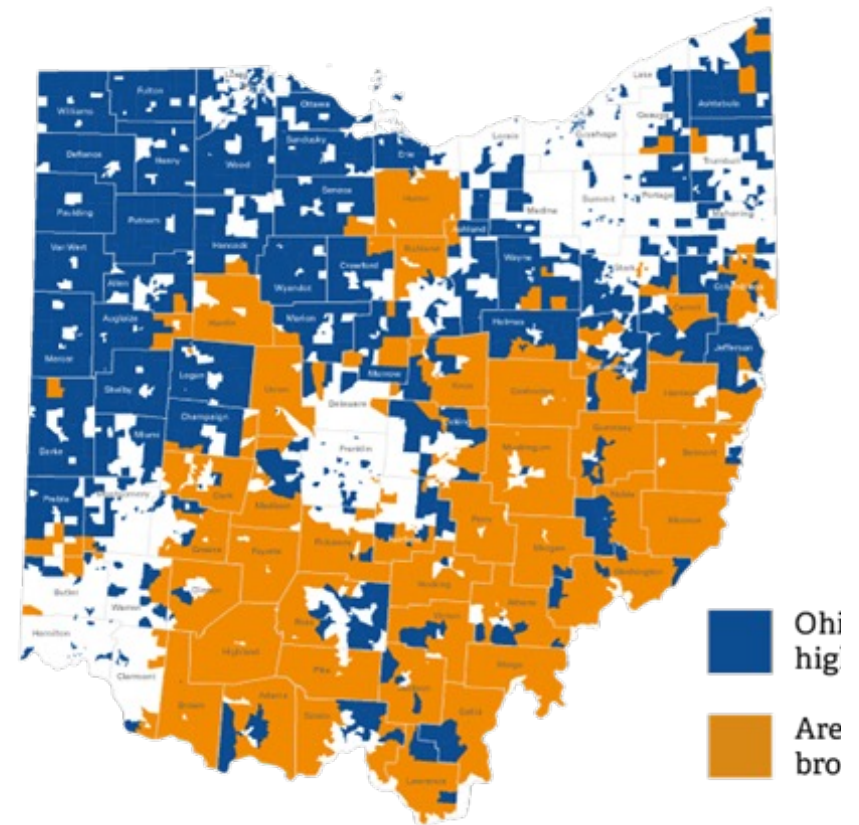 Lake
Fulton
Williams
Ottawa
Ashtabula
Geauga
Lorain
Cuyahoga
Defiance
Henry
Wood
Sandusky
Erie
Trumbull
Seneca
Huron
Medina
Summit
Portage
Mahoning
Paulding
Putnam
Hancock
Ashland
Richland
Van Wert
Wyandot
Crawford
Wayne
Stark
Allen
Columbiana
Auglaize
Hardin
Marion
Holmes
Carroll
Mercer
Jefferson
Logan
Morrow
Shelby
Union
Knox
Coshocton
Harrison
Delaware
Champaign
Miami
Guernsey
Darke
Franklin
Muskingum
Belmont
Clark
Preble
Montgomery
Madison
Noble
Perry
Monroe
Greene
Fayette
Pickaway
Morgan
Hocking
Washington
Butler
Warren
Clinton
Athens
Ross
Vinton
Hamilton
Highland
Meigs
Pike
Clermont
Jackson
Brown
Adams
Scioto
Gallia
Lawrence
Ohi
high
Are
bro